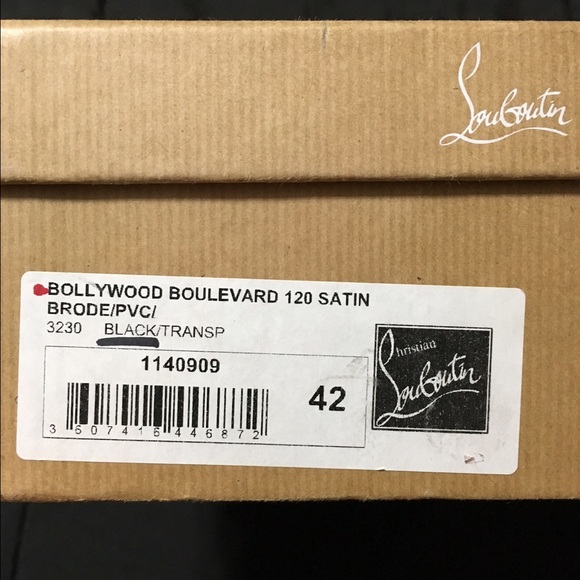 Louboutin
BOLLYWOOD BOULEVARD 120 SATIN
BRODE/PVC/
3230 BLACK/TRANSP
1140909
3 607416 446872
42
Christian
Louboutin